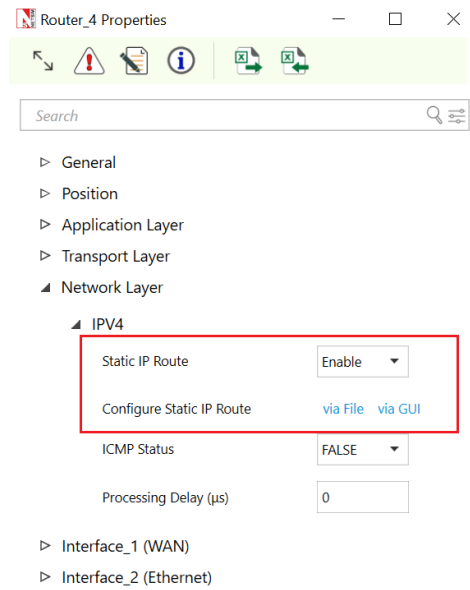 Router_4 Properties
Search
General
Position
Application Layer
Transport Layer
Network Layer
IPV4
Static IP Route Enable
Configure Static IP Route via File via GUI
ICMP Status FALSE
Processing Delay (µs) 0
Interface_1 (WAN)
Interface_2 (Ethernet)